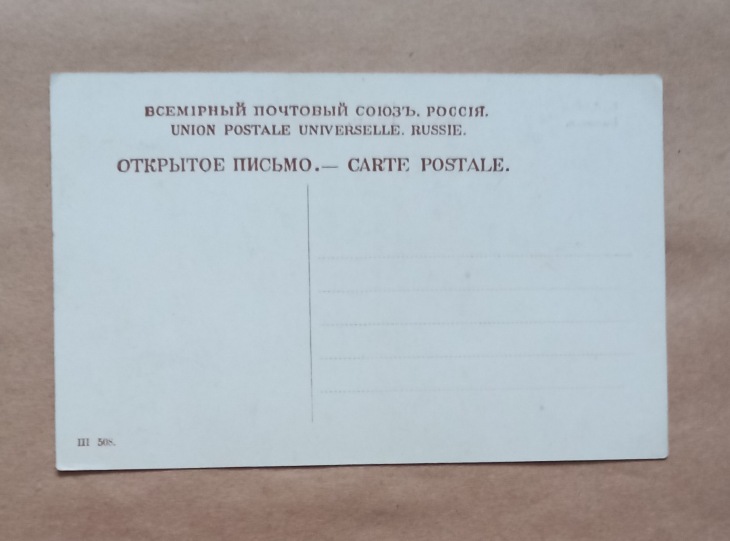 ВСЕМІРНЫЙ ПОЧТОВЫЙ СОЮЗЪ. РОССІЯ.
UNION POSTALE UNIVERSELLE. RUSSIE.
ОТКРЫТОЕ ПИСЬМО.— CARTE POSTALE.
III 508.